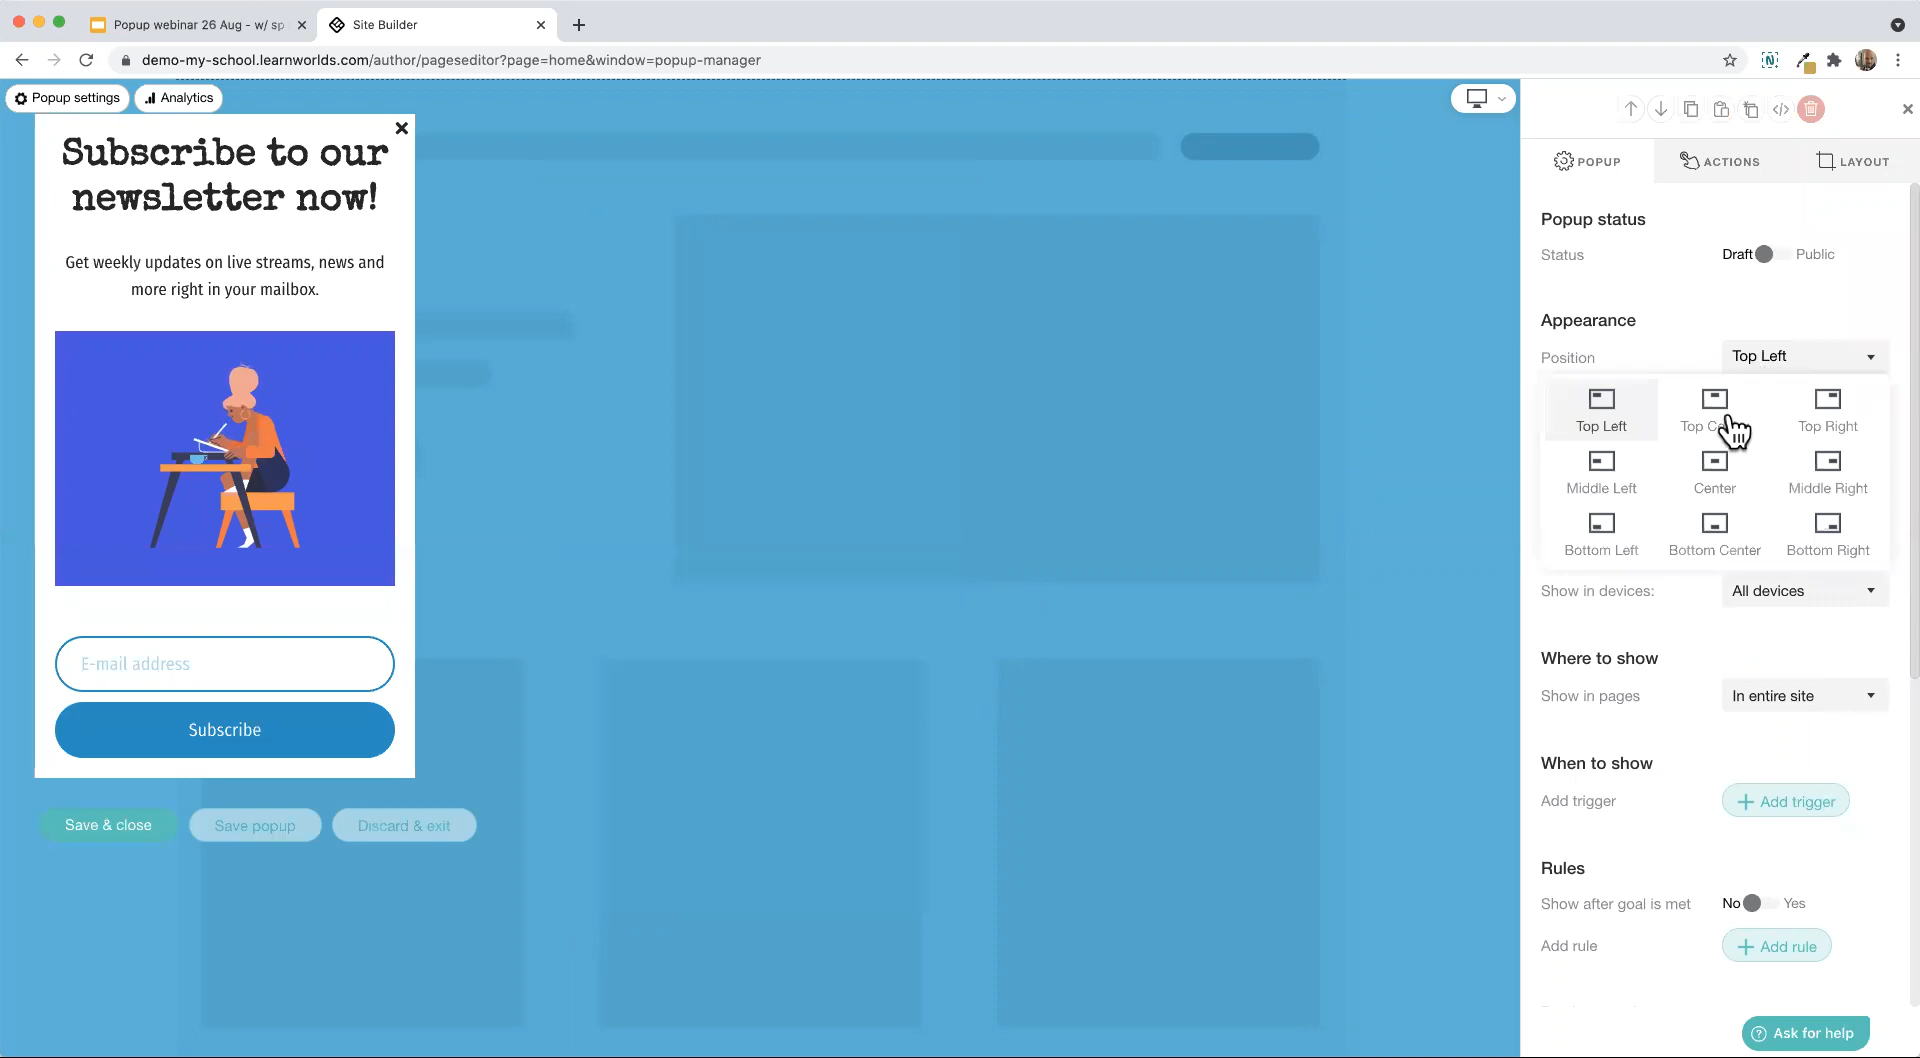 Popup webinar 26 Aug - w/ sp
Site Builder
demo-my-school.learnworlds.com/author/pageseditor?page=home&window=popup-manager
Popup settings
Analytics
Subscribe to our
newsletter now!
Get weekly updates on live streams, news and
more right in your mailbox.
E-mail address
Subscribe
Save & close
Save popup
Discard & exit
POPUP
ACTIONS
LAYOUT
Popup status
Status
Draft
Public
Appearance
Position
Top Left
Top Left
Top
Top Right
Middle Left
Center
Middle Right
Bottom Left
Bottom Center
Bottom Right
Show in devices:
All devices
Where to show
Show in pages
In entire site
When to show
Add trigger
Add trigger
Rules
Show after goal is met
No
Yes
Add rule
Add rule
Ask for help